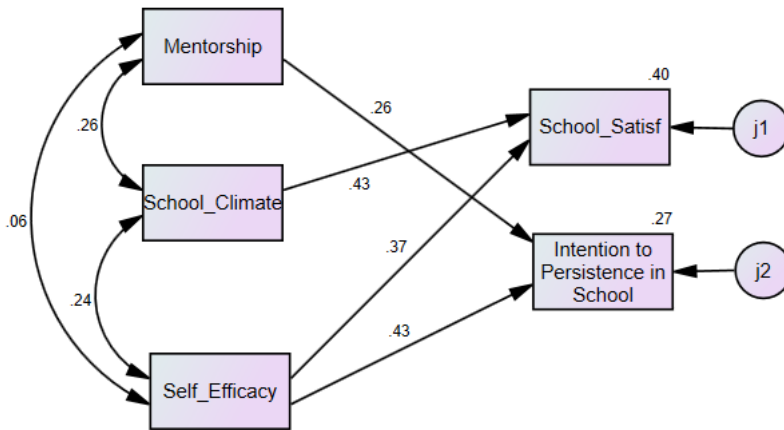 Mentorship
.40
.26
School_Satisf
j1
.26
School_Climate
.43
.06
.27
.37
Intention to
Persistence in
School
j2
.24
.43
Self_Efficacy